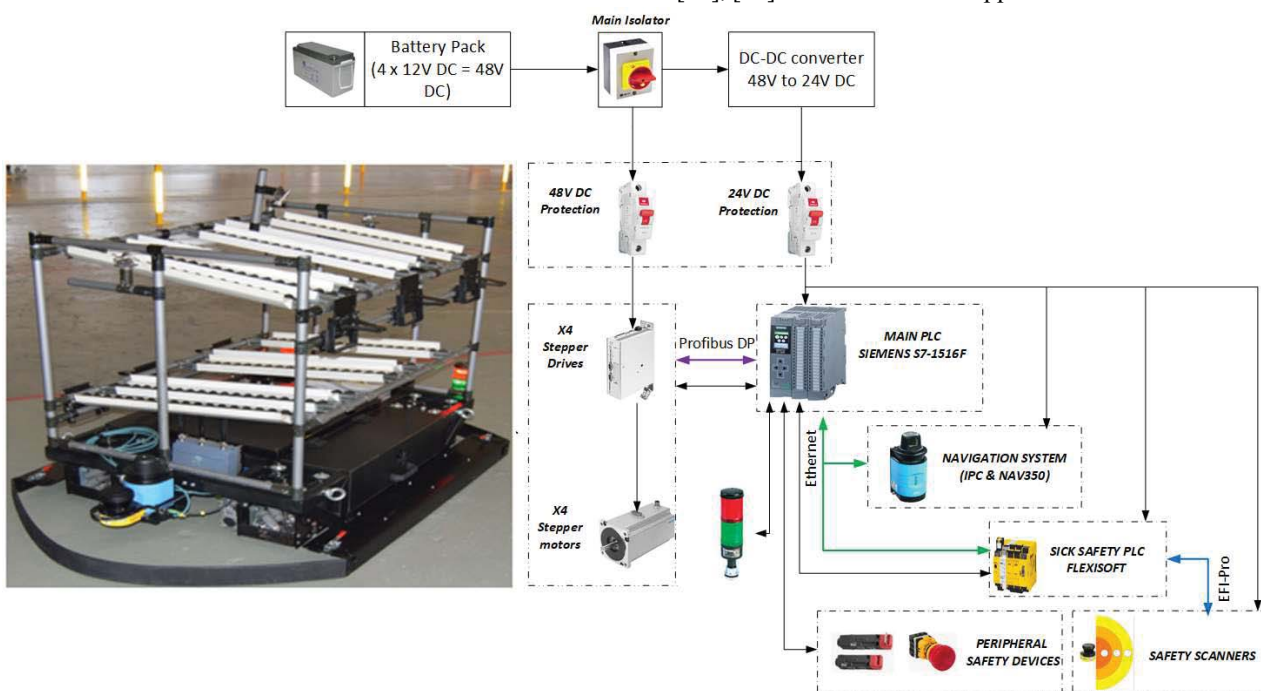 Main Isolator
Battery Pack
(4 x 12V DC = 48V
DC)
DC-DC converter
48V to 24V DC
48V DC
Protection
24V DC
Protection
X4
Stepper
Drives
Profibus DP
MAIN PLC
SIEMENS S7-1516F
Ethernet
NAVIGATION SYSTEM
(IPC & NAV350)
X4
Stepper
motors
SICK SAFETY PLC
FLEXISOFT
EFI-Pro
PERIPHERAL
SAFETY DEVICES
SAFETY SCANNERS